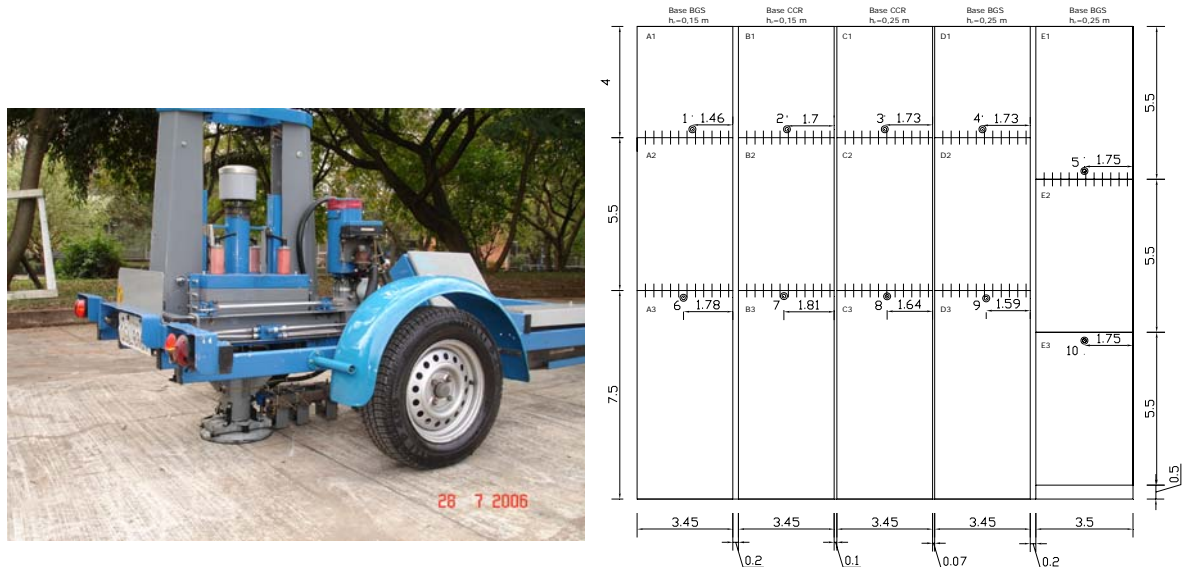 28 7 2006
Base BGS
Base CCR
Base CCR
Base BGS
Base BGS
=0,15 m
=0,15 m
=0,25 m
=0,25 m
=0,25 m
A1
B1
C1
D1
E1
4
5.5
1 1.46
2 1.7
3 1.73
4 1.73
5 1.75
A2
B2
C2
D2
E2
5.5
5.5
6 1.78
7 1.81
8 1.64
9 1.59
A3
B3
C3
D3
E3
10 1.75
7.5
5.5
0.5
3.45
3.45
3.45
3.45
3.5
0.2
0.1
0.07
0.2